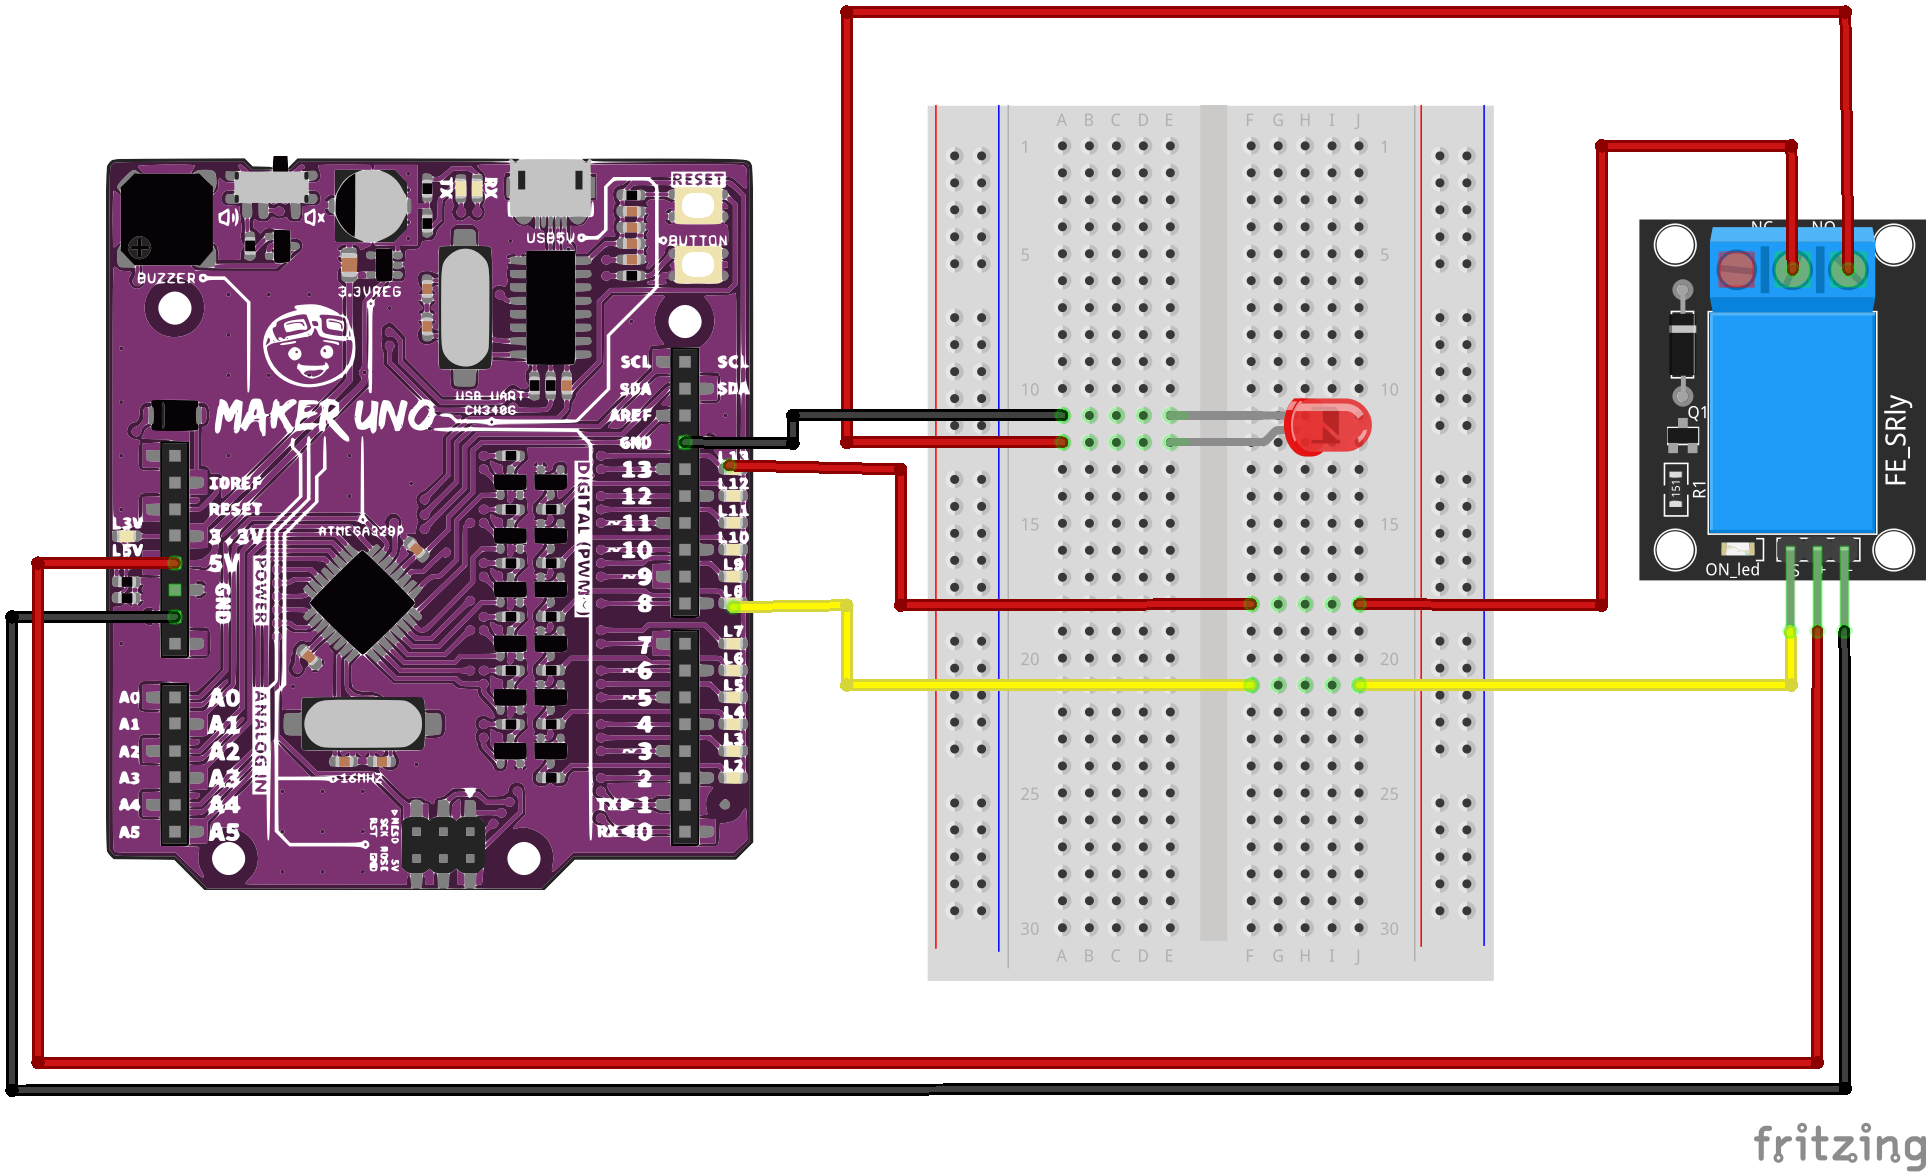 A B C D E F G H I J
1 1
5 5
10 10
15 15
20 20
25 25
30 30
A B C D E F G H I J
RESET
TX
RX
USB5V
BUTTON
BUZZER
3.3VREG
SCL SCL
SDA SDA
AREF
GND
USB UART
CH340G
MAKER UNO
13
12 L12
~11 L11
~10 L10
~9 L9
8 L8
7 L7
~6 L6
~5 L5
4 L4
~3 L3
2 L2
TX▶1
RX◀0
DIGITAL (PWM~)
IOREF
RESET
L3V 3.3V
L5V 5V
GND
POWER
ATMEGA328P
A0 A0
A1 A1
A2 A2
A3 A3
A4 A4
A5 A5
ANALOG IN
16MHZ
MISO
SCK
RST
5V
MOSI
GND
NC NO
Q1
151
R1
FE_SRly
ON_led
S + -
fritzing